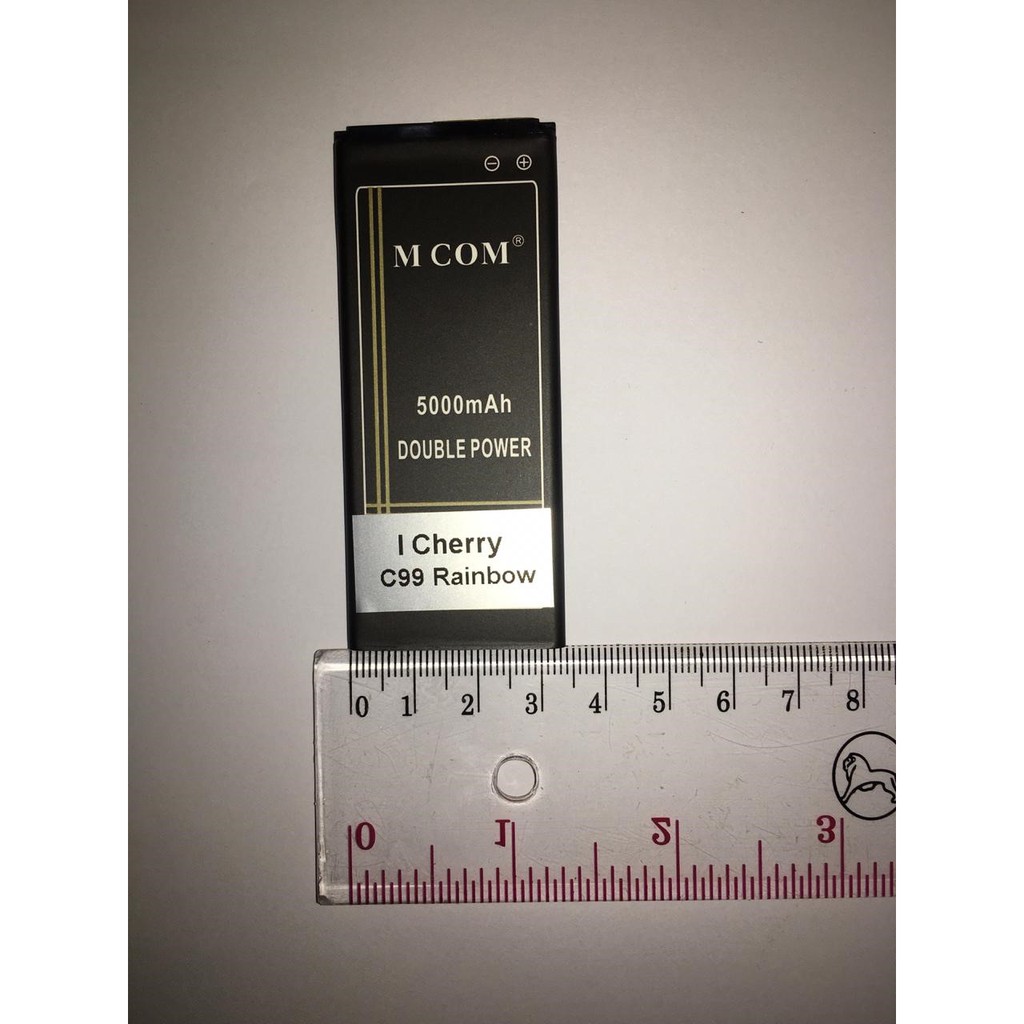 M COM®
5000mAh
DOUBLE POWER
I Cherry
C99 Rainbow
0 1 2 3 4 5 6 7 8
0 1 2 3